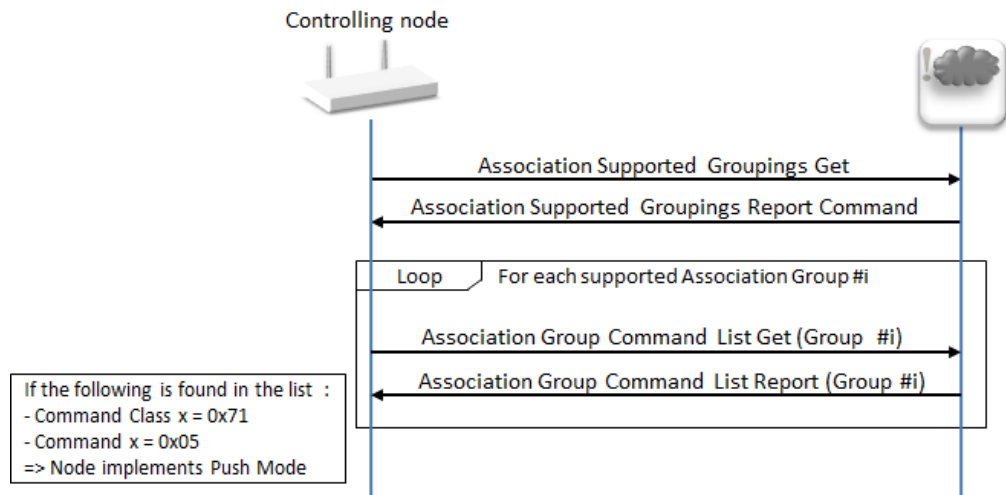 Controlling node
!
Association Supported Groupings Get
Association Supported Groupings Report Command
Loop
For each supported Association Group #i
Association Group Command List Get (Group #i)
Association Group Command List Report (Group #i)
If the following is found in the list :
- Command Class x = 0x71
- Command x = 0x05
=> Node implements Push Mode